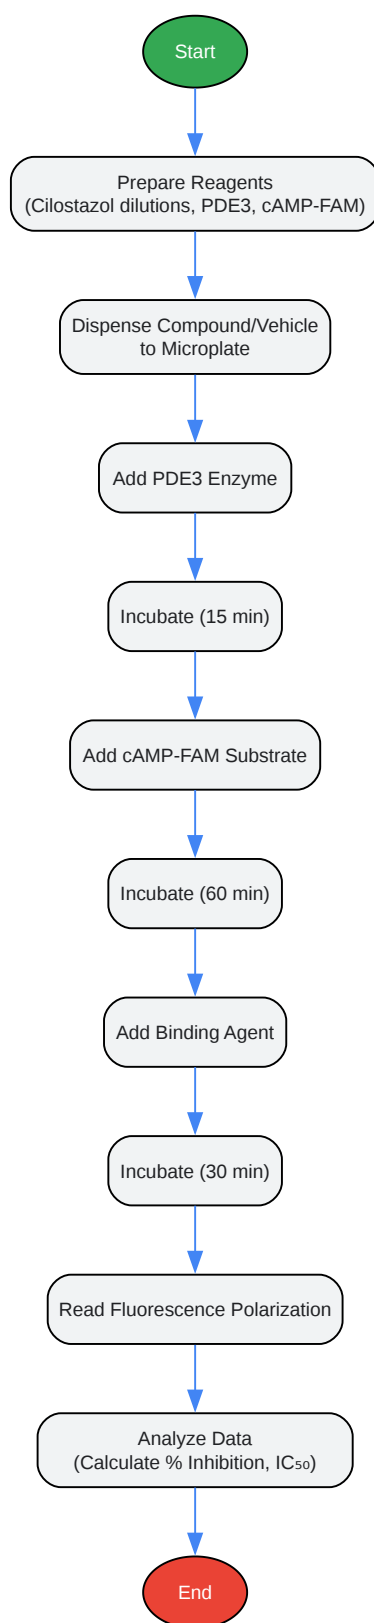 Start
Prepare Reagents
(Cilostazol dilutions, PDE3, cAMP-FAM)
Dispense Compound/Vehicle
to Microplate
Add PDE3 Enzyme
Incubate (15 min)
Add cAMP-FAM Substrate
Incubate (60 min)
Add Binding Agent
Incubate (30 min)
Read Fluorescence Polarization
Analyze Data
(Calculate % Inhibition, IC₅₀)
End